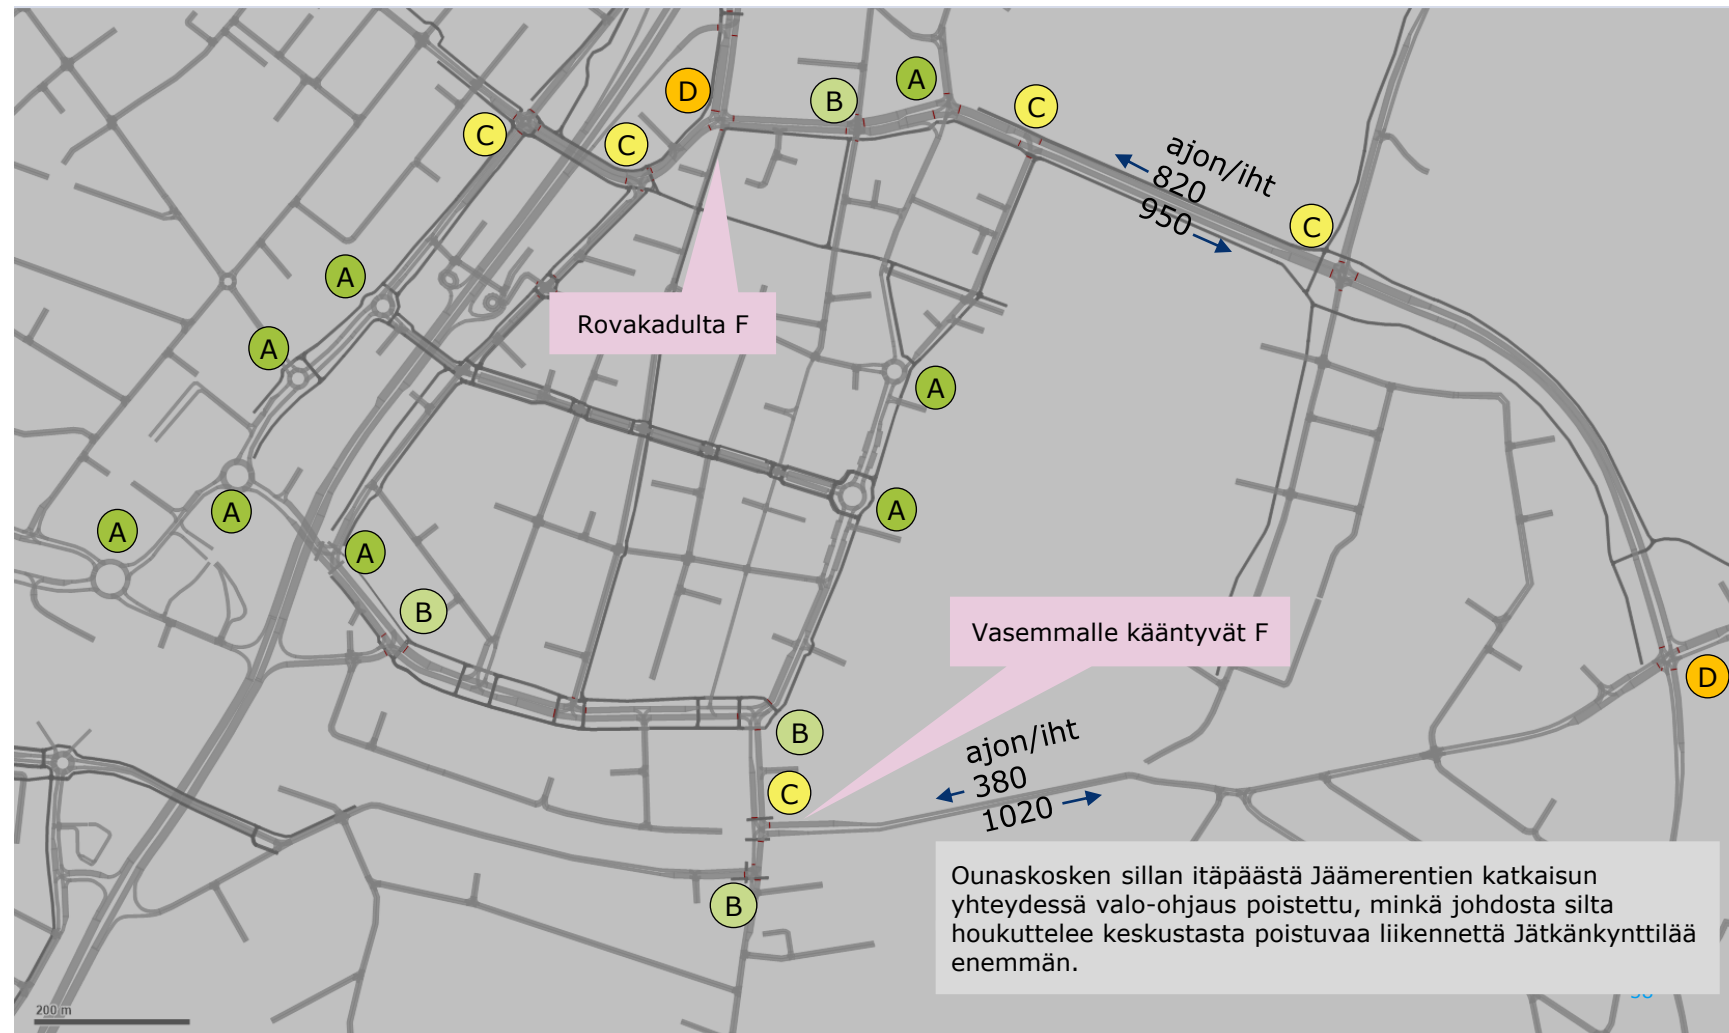 D
A
B
C
C
C
ajon/iht
820
950
C
A
Rovakadulta F
A
A
A
A
A
A
B
Vasemmalle kääntyvät F
D
B
ajon/iht
380
1020
C
Ounaskosken sillan itäpäästä Jäämerentien katkaisun
yhteydessä valo-ohjaus poistettu, minkä johdosta silta
houkuttelee keskustasta poistuvaa liikennettä Jätkänkynttilää
enemmän.
B
A
200 m